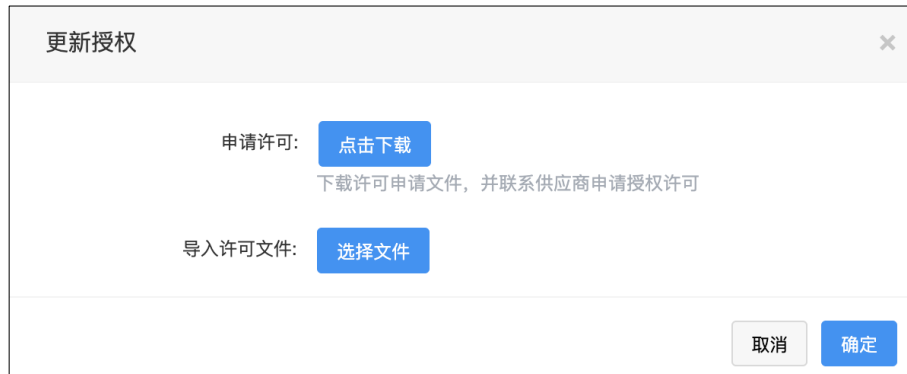 更新授权
×
申请许可: 点击下载
下载许可申请文件，并联系供应商申请授权许可
导入许可文件: 选择文件
取消 确定